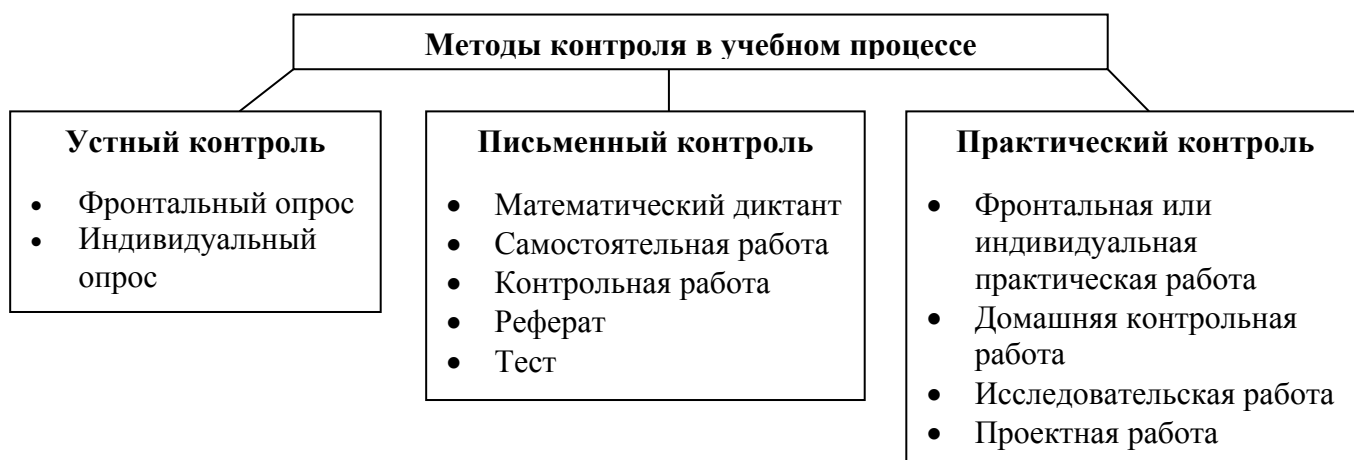 Методы контроля в учебном процессе
Устный контроль
• Фронтальный опрос
• Индивидуальный
опрос
Письменный контроль
• Математический диктант
• Самостоятельная работа
• Контрольная работа
• Реферат
• Тест
Практический контроль
• Фронтальная или
индивидуальная
практическая работа
• Домашняя контрольная
работа
• Исследовательская работа
• Проектная работа